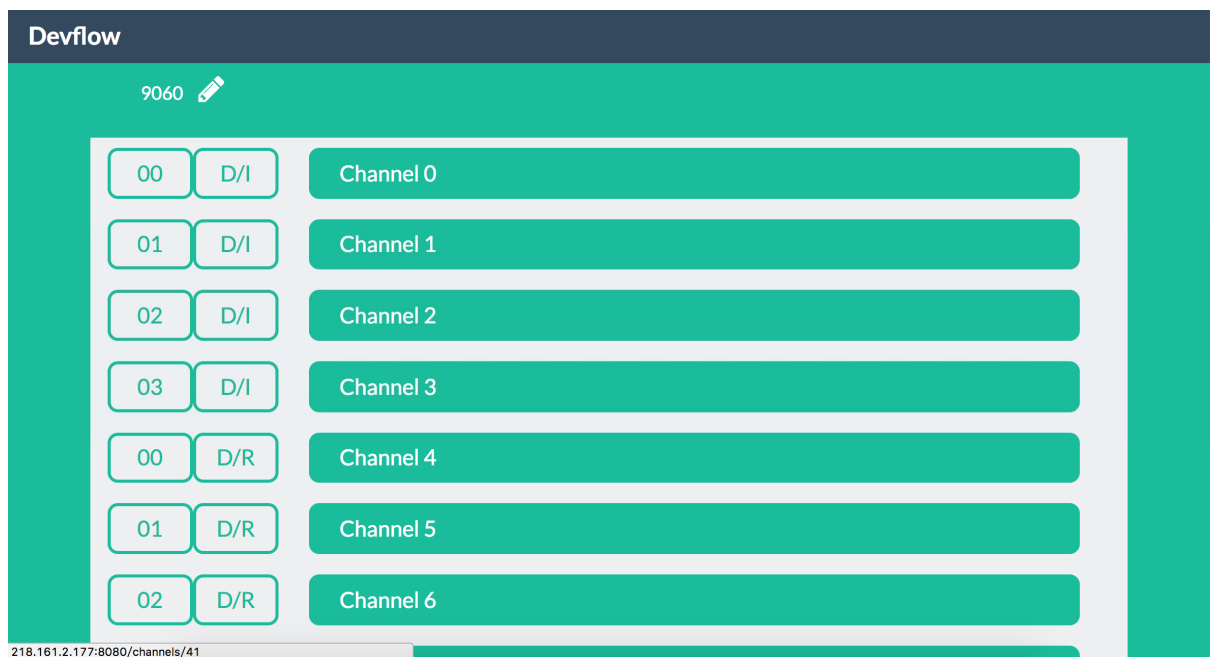 Devflow
9060
00 D/I Channel 0
01 D/I Channel 1
02 D/I Channel 2
03 D/I Channel 3
00 D/R Channel 4
01 D/R Channel 5
02 D/R Channel 6
218.161.2.177:8080/channels/41